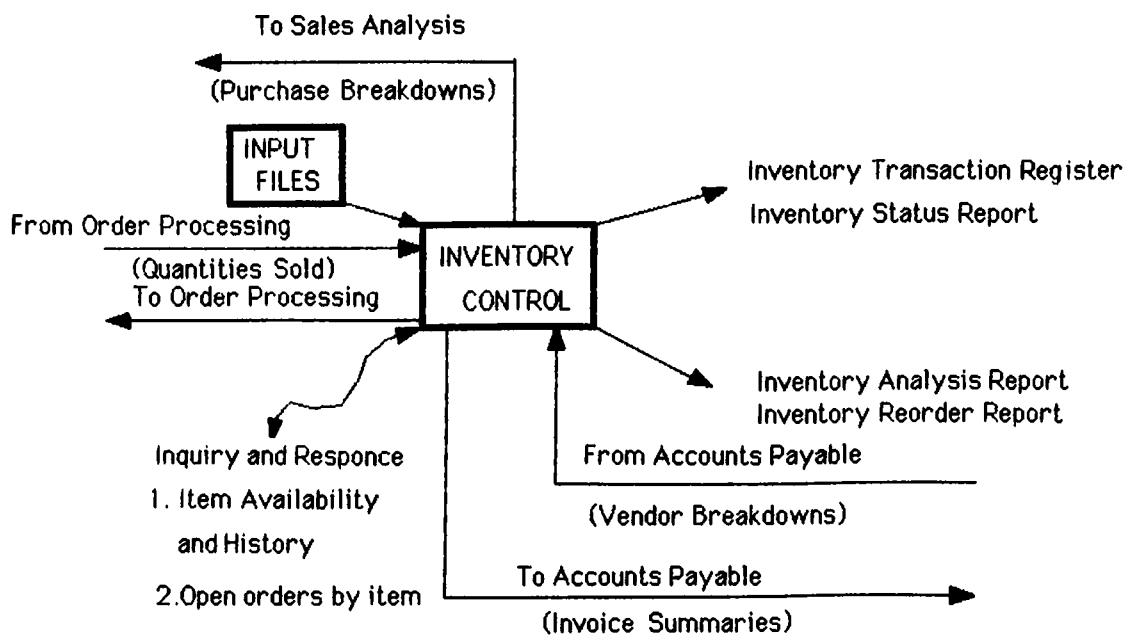 To Sales Analysis
(Purchase Breakdowns)
INPUT
FILES
From Order Processing
(Quantities Sold)
To Order Processing
INVENTORY
CONTROL
Inventory Transaction Register
Inventory Status Report
Inventory Analysis Report
Inventory Reorder Report
Inquiry and Responce
1. Item Availability
and History
2.Open orders by item
From Accounts Payable
(Vendor Breakdowns)
To Accounts Payable
(Invoice Summaries)